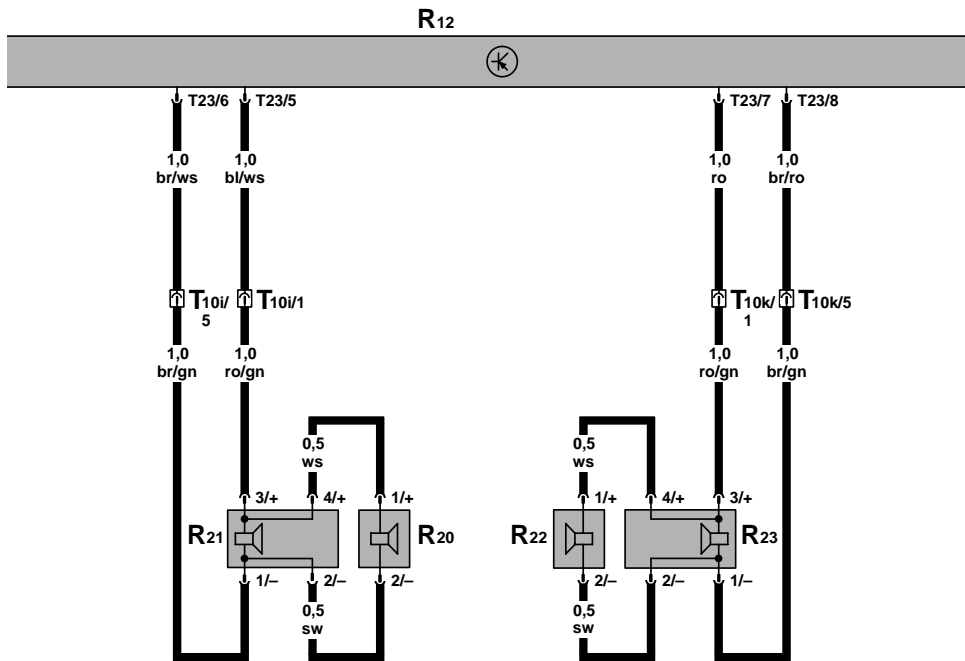 R12
T23/6 T23/5 T23/7 T23/8
1,0 1,0 1,0 1,0
br/ws bl/ws ro br/ro
T10i/ T10i/1 T10k/ T10k/5
5 1
1,0 1,0 1,0 1,0
br/gn ro/gn ro/gn br/gn
0,5 0,5
ws ws
3/+ 4/+ 1/+ 1/+ 4/+ 3/+
R21 R20 R22 R23
1/– 2/– 2/– 2/– 2/– 1/–
0,5 0,5
sw sw